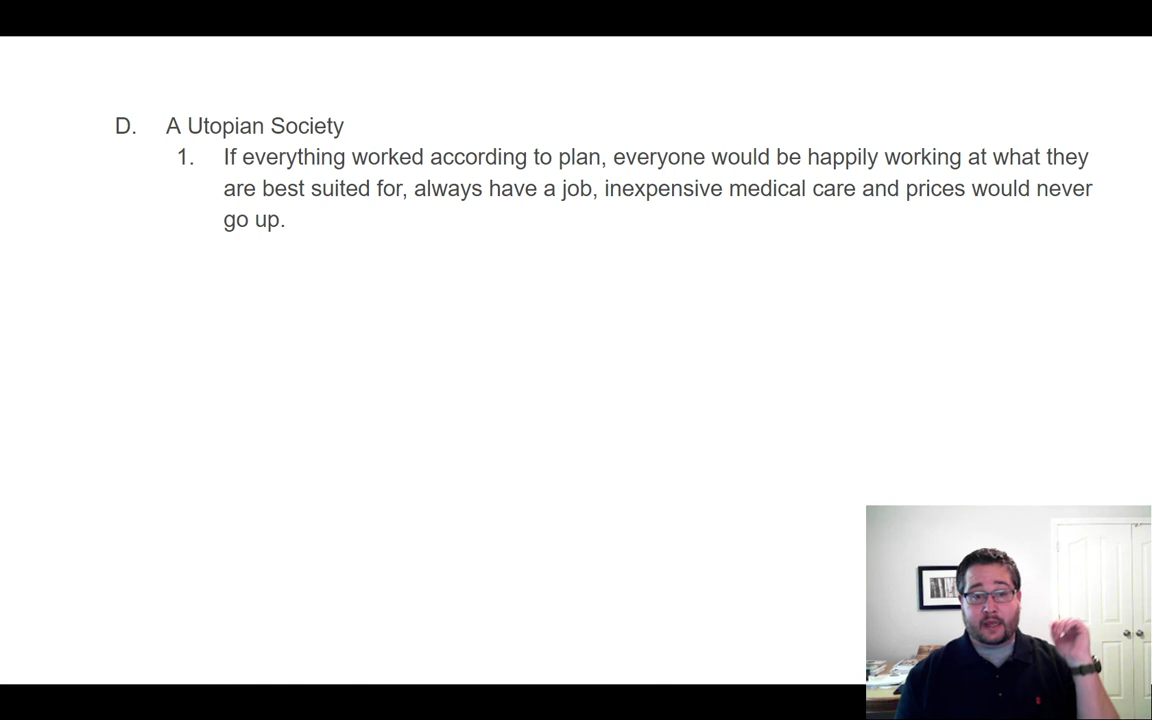 D. A Utopian Society
1. If everything worked according to plan, everyone would be happily working at what they
are best suited for, always have a job, inexpensive medical care and prices would never
go up.